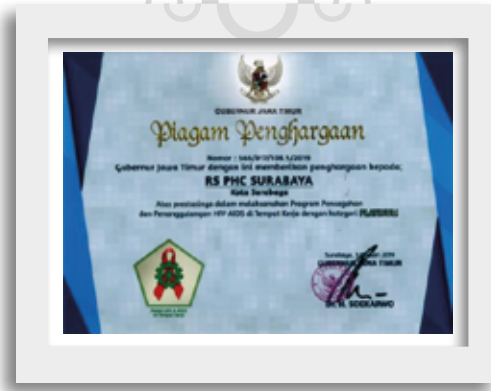 GUBERNUR JAWA TIMUR
Piagam Penghargaan
Gubernur Jawa Timur dengan ini memberikan penghargaan kepada;
RS PHC SURABAYA
Kota Surabaya
Atas prestasinya dalam melaksanakan Program Pencegahan
dan Penanggulangan HIV AIDS di Tempat Kerja dengan kategori
Surabaya, 2019
GUBERNUR JAWA TIMUR
Dr. H. SOEKARWO